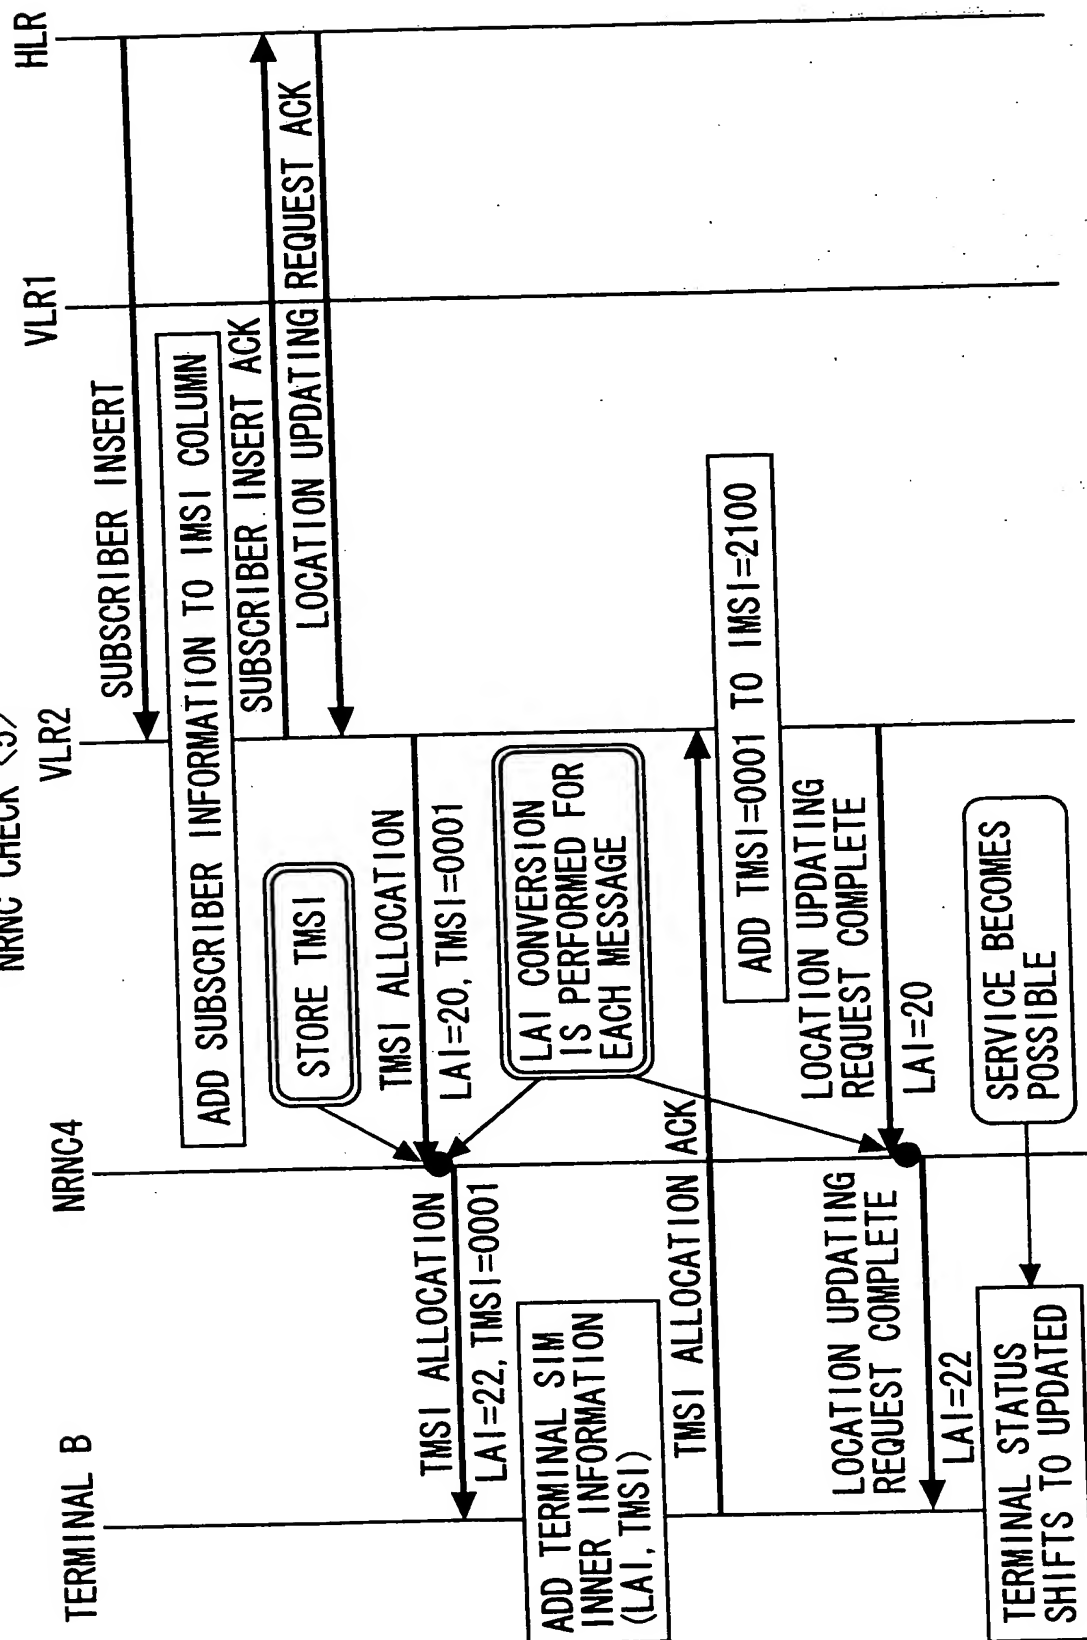 NRNC CHECK <5>
TERMINAL B
NRNC4
VLR2
VLR1
HLR
SUBSCRIBER INSERT
ADD SUBSCRIBER INFORMATION TO IMSI COLUMN
SUBSCRIBER INSERT ACK
LOCATION UPDATING REQUEST ACK
STORE TMSI
TMSI ALLOCATION
LAI=20, TMSI=0001
TMSI ALLOCATION
LAI=22, TMSI=0001
LAI CONVERSION
IS PERFORMED FOR
EACH MESSAGE
ADD TERMINAL SIM
INNER INFORMATION
(LAI, TMSI)
TMSI ALLOCATION ACK
ADD TMSI=0001 TO IMSI=2100
LOCATION UPDATING
REQUEST COMPLETE
LAI=20
LOCATION UPDATING
REQUEST COMPLETE
LAI=22
SERVICE BECOMES
POSSIBLE
TERMINAL STATUS
SHIFTS TO UPDATED